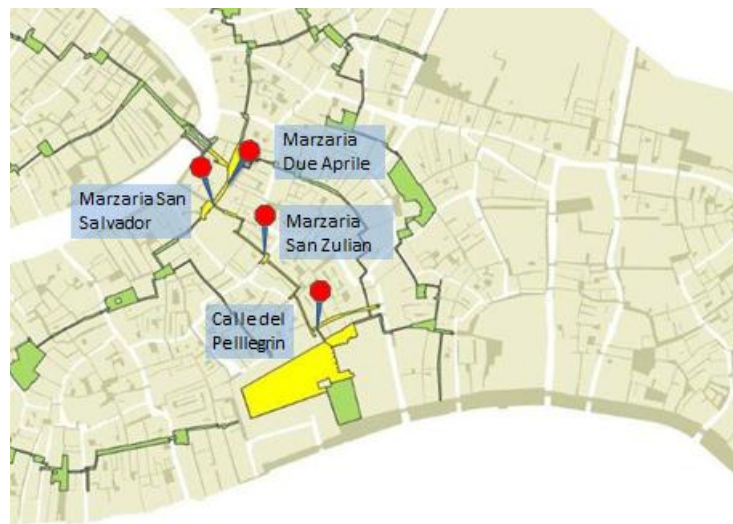 Marzaria
Due Aprile
Marzaria San
Salvador
Marzaria
San Zulian
Calle del
Pelllegrin